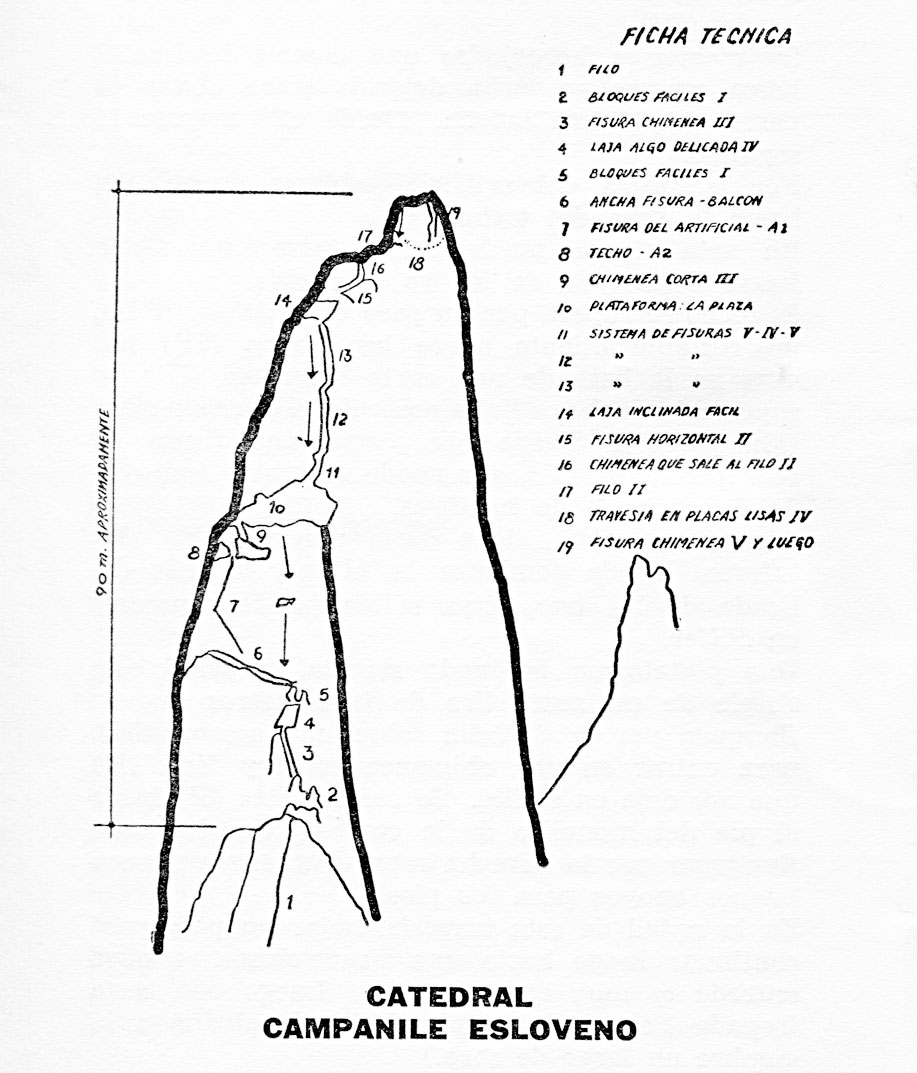 FICHA TECNICA
1 FILO
2 BLOQUES FACILES I
3 FISURA CHIMENEA III
4 LAJA ALGO DELICADA IV
5 BLOQUES FACILES I
6 ANCHA FISURA - BALCON
7 FISURA DEL ARTIFICIAL - A1
8 TECHO - A2
9 CHIMENEA CORTA III
10 PLATAFORMA: LA PLAZA
11 SISTEMA DE FISURAS V-IV-V
12 " "
13 " "
14 LAJA INCLINADA FACIL
15 FISURA HORIZONTAL II
16 CHIMENEA QUE SALE AL FILO II
17 FILO II
18 TRAVESIA EN PLACAS LISAS IV
19 FISURA CHIMENEA V Y LUEGO
19
17
18
16
15
14
13
12
11
10
9
8
7
6
5
4
3
2
1
90 m. APROXIMADAMENTE
CATEDRAL
CAMPANILE ESLOVENO